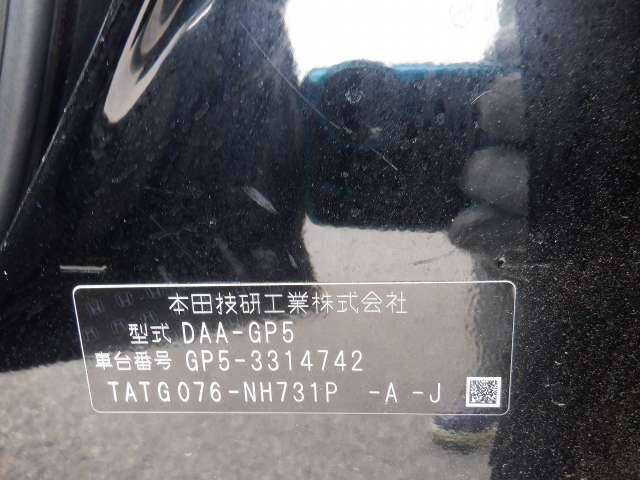 本田技研工業株式会社
型式 DAA-GP5
車台番号 GP5-3314742
TATG076-NH731P -A -J